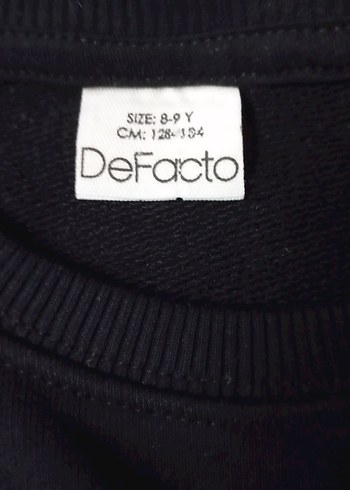 SIZE: 8-9 Y
CM: 128-134
DeFacto